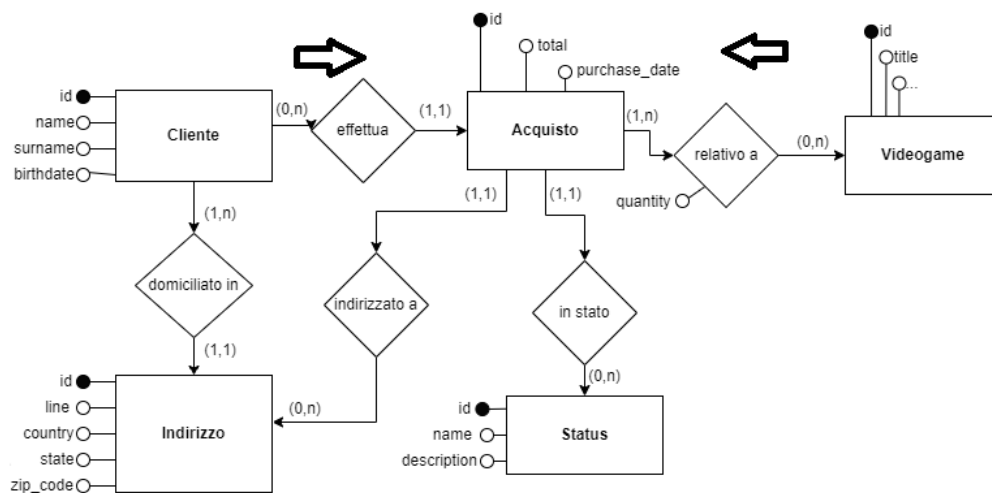 id
total
purchase_date
id
title
...
id
name
surname
birthdate
Cliente
(0,n)
effettua
(1,1)
Acquisto
(1,n)
relativo a
quantity
(0,n)
Videogame
(1,n)
domiciliato in
(1,1)
(1,1)
indirizzato a
(0,n)
(1,1)
in stato
(0,n)
id
line
country
state
zip_code
Indirizzo
id
name
description
Status